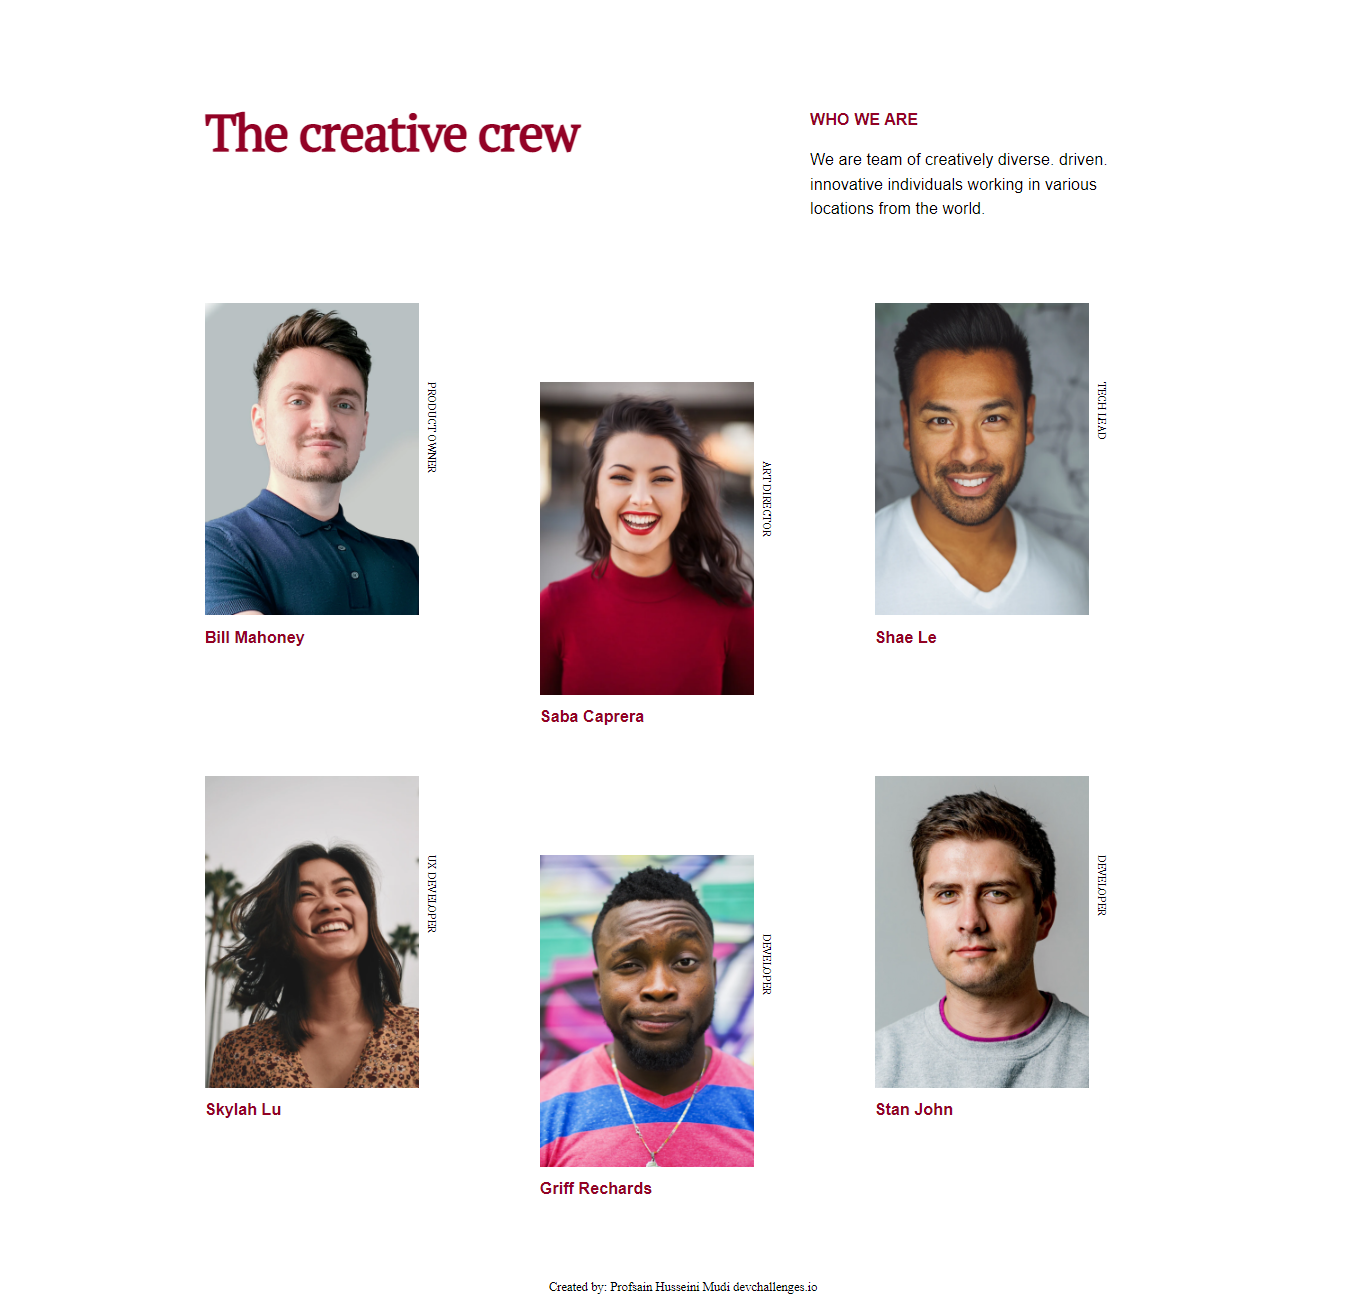 The creative crew
WHO WE ARE
We are team of creatively diverse. driven.
innovative individuals working in various
locations from the world.
PRODUCT OWNER
Bill Mahoney
ART DIRECTOR
Saba Caprera
TECH LEAD
Shae Le
UX DEVELOPER
Skylah Lu
DEVELOPER
Griff Rechards
DEVELOPER
Stan John
Created by: Profsain Husseini Mudi devchallenges.io